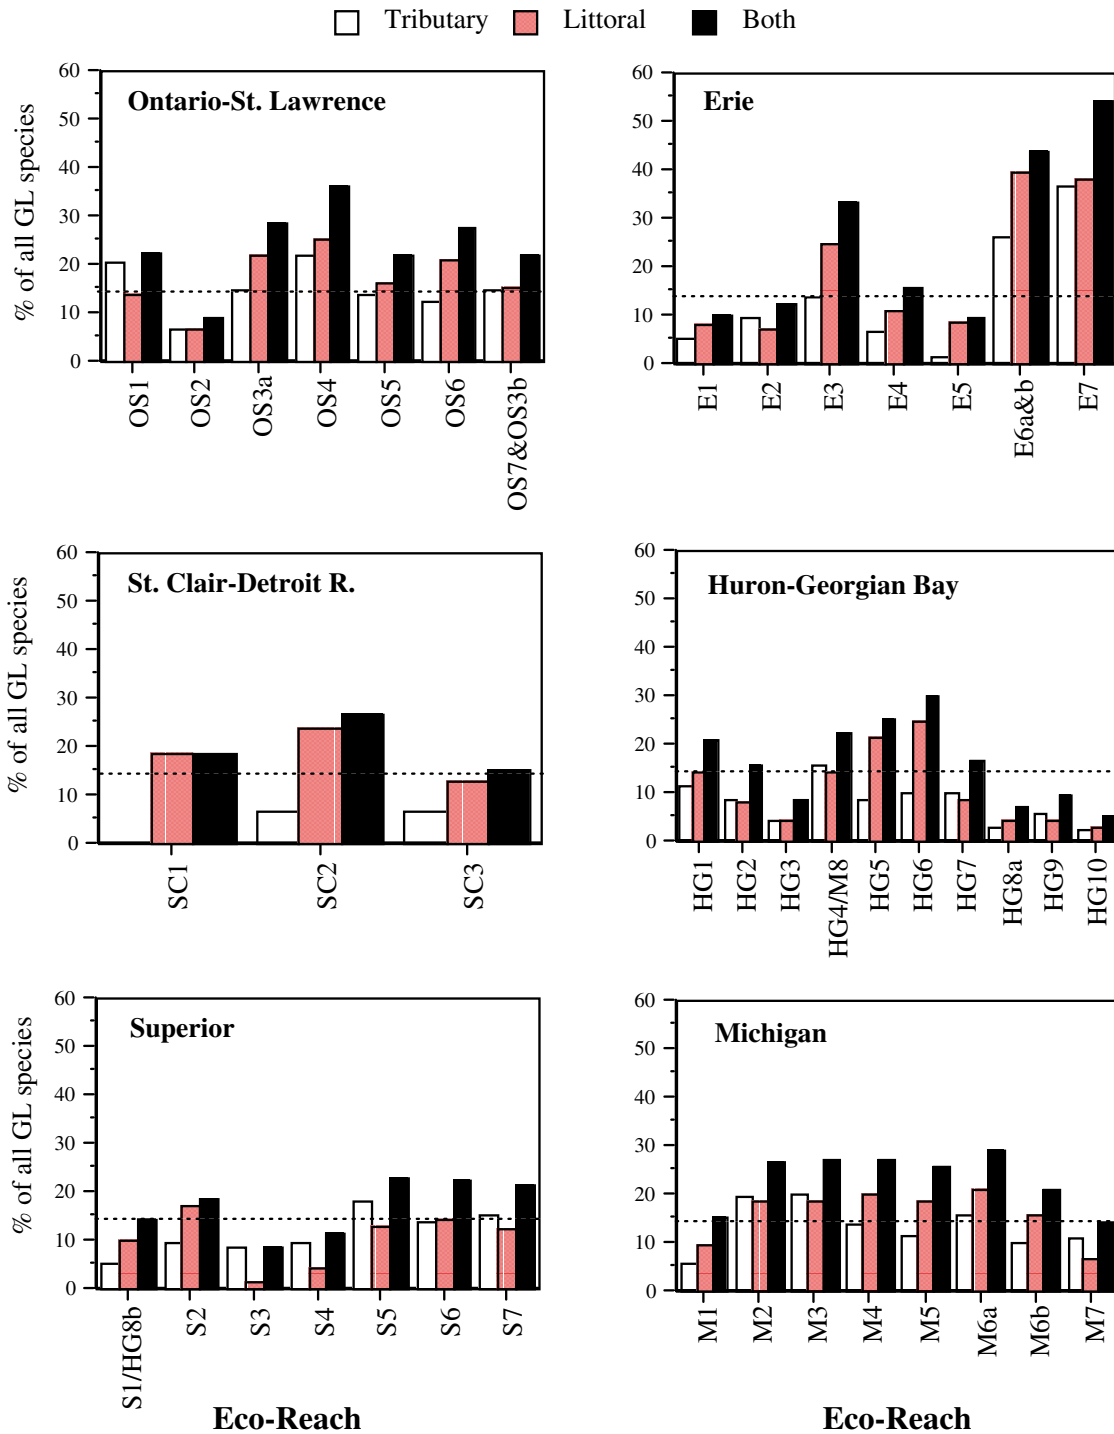 Tributary Littoral Both
% of all GL species
60
50
40
30
20
10
0
Ontario-St. Lawrence
OS1
OS2
OS3a
OS4
OS5
OS6
OS7&OS3b
60
50
40
30
20
10
0
Erie
E1
E2
E3
E4
E5
E6a&b
E7
% of all GL species
60
50
40
30
20
10
0
St. Clair-Detroit R.
SC1
SC2
SC3
60
50
40
30
20
10
0
Huron-Georgian Bay
HG1
HG2
HG3
HG4/M8
HG5
HG6
HG7
HG8a
HG9
HG10
% of all GL species
60
50
40
30
20
10
0
Superior
S1/HG8b
S2
S3
S4
S5
S6
S7
Eco-Reach
60
50
40
30
20
10
0
Michigan
M1
M2
M3
M4
M5
M6a
M6b
M7
Eco-Reach